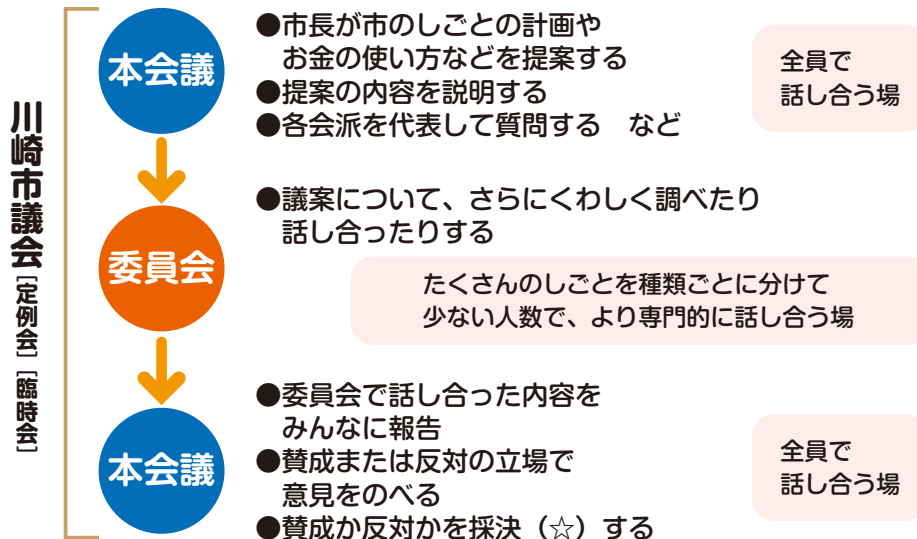 川崎市議会［定例会］［臨時会］
本会議
●市長が市のしごとの計画や
お金の使い方などを提案する
●提案の内容を説明する
●各会派を代表して質問する　など
全員で
話し合う場
委員会
●議案について、さらにくわしく調べたり
話し合ったりする
たくさんのしごとを種類ごとに分けて
少ない人数で、より専門的に話し合う場
本会議
●委員会で話し合った内容を
みんなに報告
●賛成または反対の立場で
意見をのべる
●賛成か反対かを採決（☆）する
全員で
話し合う場